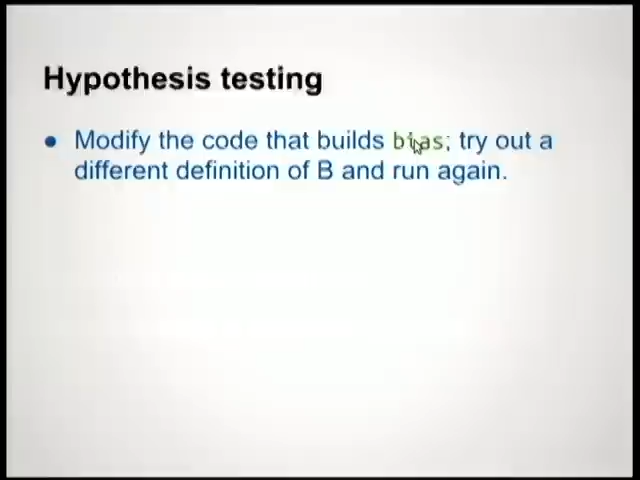 Hypothesis testing
● Modify the code that builds bias; try out a
different definition of B and run again.